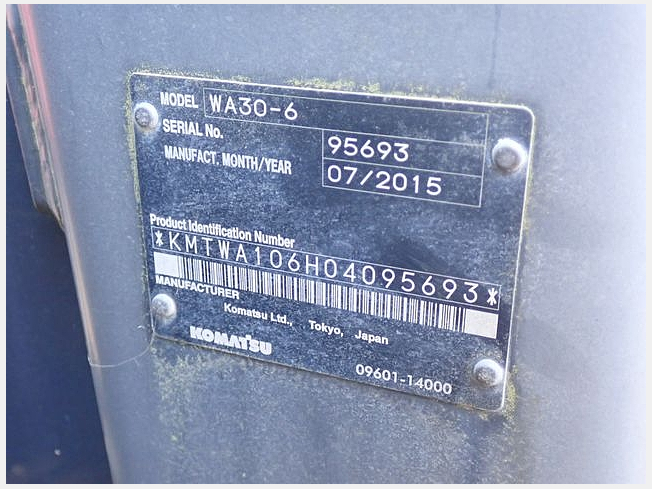 MODEL WA30-6
SERIAL No. 95693
MANUFACT. MONTH/YEAR 07/2015
Product Identification Number
*KMTWA106H04095693*
MANUFACTURER
Komatsu Ltd., Tokyo, Japan
KOMATSU
09601-14000